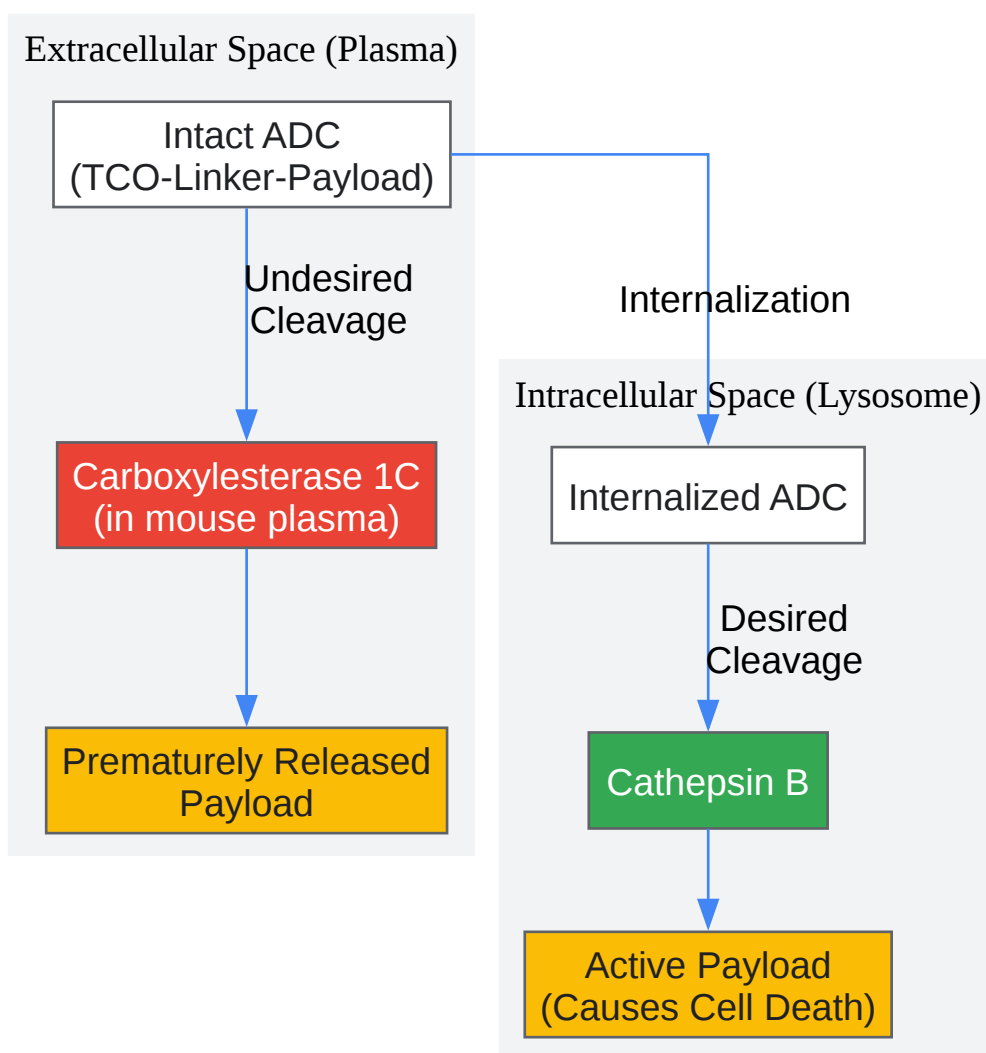 Extracellular Space (Plasma)
Intact ADC
(TCO-Linker-Payload)
Undesired
Cleavage
Carboxylesterase 1C
(in mouse plasma)
Prematurely Released
Payload
Internalization
Intracellular Space (Lysosome)
Internalized ADC
Desired
Cleavage
Cathepsin B
Active Payload
(Causes Cell Death)